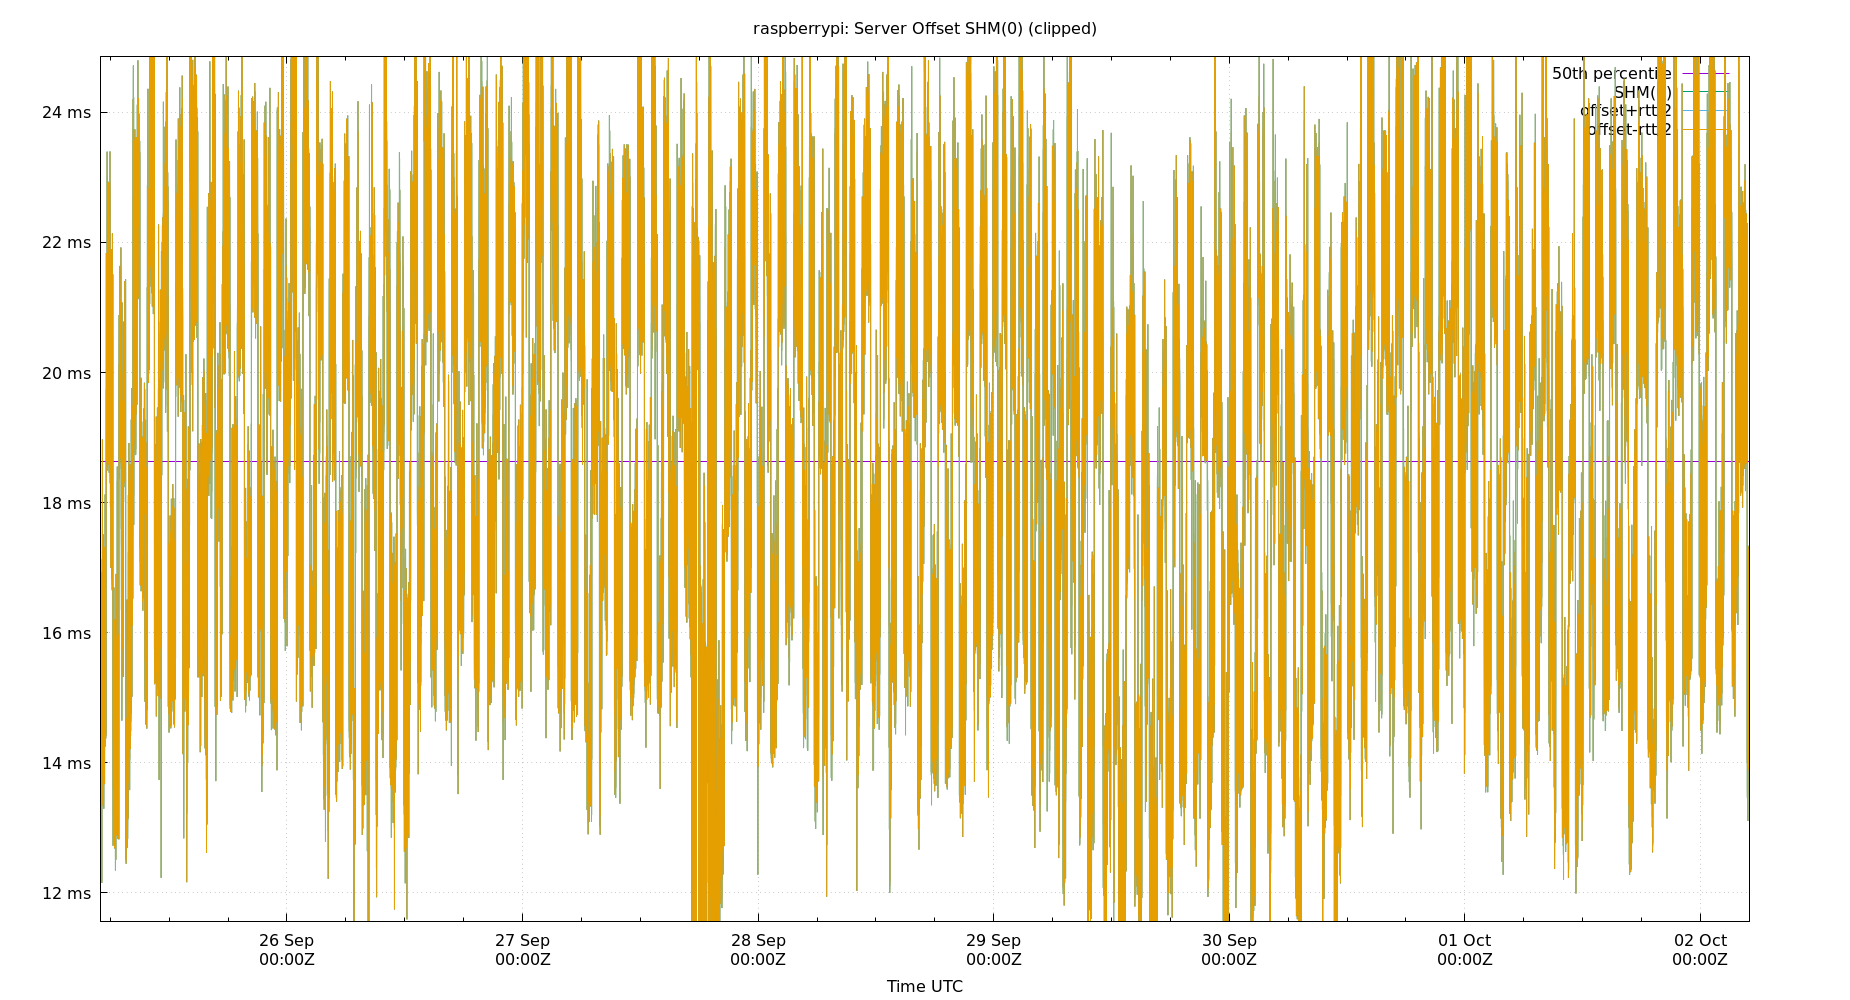 raspberrypi: Server Offset SHM(0) (clipped)
50th percentile
SHM(0)
offset+rtt/2
offset-rtt/2
24 ms
22 ms
20 ms
18 ms
16 ms
14 ms
12 ms
26 Sep
00:00Z
27 Sep
00:00Z
28 Sep
00:00Z
29 Sep
00:00Z
30 Sep
00:00Z
01 Oct
00:00Z
02 Oct
00:00Z
Time UTC